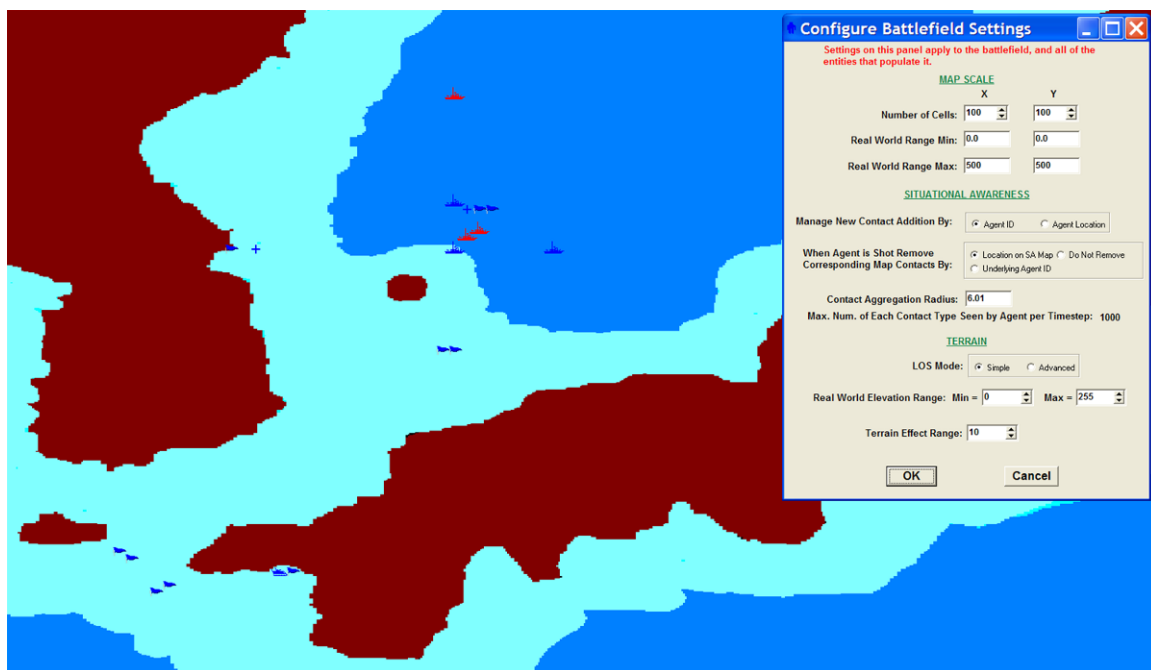 Configure Battlefield Settings
Settings on this panel apply to the battlefield, and all of the
entities that populate it.
MAP SCALE
X Y
Number of Cells: 100 100
Real World Range Min: 0.0 0.0
Real World Range Max: 500 500
SITUATIONAL AWARENESS
Manage New Contact Addition By: Agent ID Agent Location
When Agent is Shot Remove
Corresponding Map Contacts By: Location on SA Map Do Not Remove
Underlying Agent ID
Contact Aggregation Radius: 6.01
Max. Num. of Each Contact Type Seen by Agent per Timestep: 1000
TERRAIN
LOS Mode: Simple Advanced
Real World Elevation Range: Min = 0 Max = 255
Terrain Effect Range: 10
OK Cancel